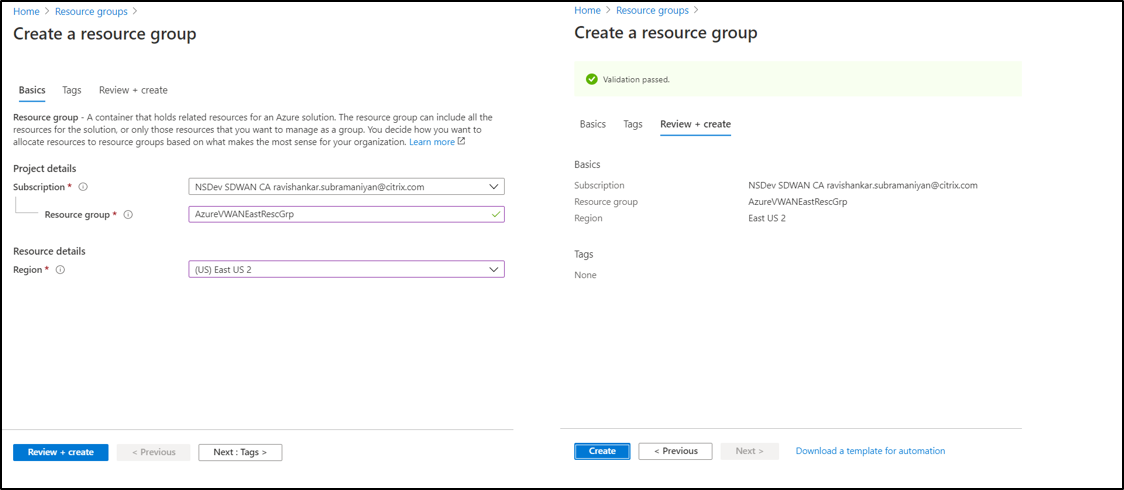 Home > Resource groups >
Create a resource group
Basics Tags Review + create
Resource group - A container that holds related resources for an Azure solution. The resource group can include all the
resources for the solution, or only those resources that you want to manage as a group. You decide how you want to
allocate resources to resource groups based on what makes the most sense for your organization. Learn more
Project details
Subscription * NSDev SDWAN CA ravishankar.subramaniyan@citrix.com
Resource group * AzureVWANEastRescGrp
Resource details
Region * (US) East US 2
Review + create < Previous Next : Tags >
Home > Resource groups >
Create a resource group
Validation passed.
Basics Tags Review + create
Basics
Subscription NSDev SDWAN CA ravishankar.subramaniyan@citrix.com
Resource group AzureVWANEastRescGrp
Region East US 2
Tags
None
Create < Previous Next > Download a template for automation